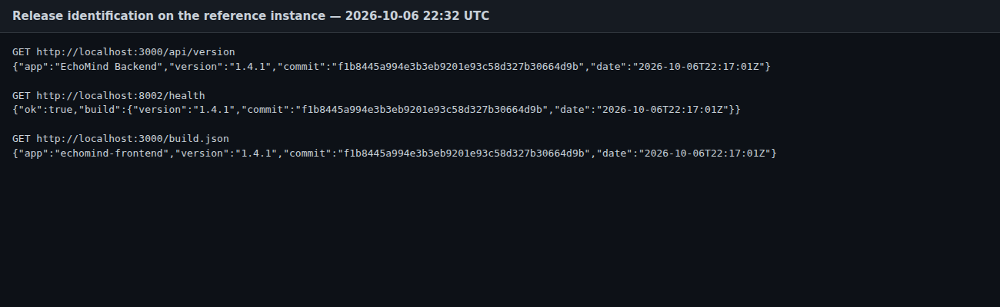 Release identification on the reference instance — 2026-10-06 22:32 UTC
GET http://localhost:3000/api/version
{"app":"EchoMind Backend","version":"1.4.1","commit":"f1b8445a994e3b3eb9201e93c58d327b30664d9b","date":"2026-10-06T22:17:01Z"}
GET http://localhost:8002/health
{"ok":true,"build":{"version":"1.4.1","commit":"f1b8445a994e3b3eb9201e93c58d327b30664d9b","date":"2026-10-06T22:17:01Z"}}
GET http://localhost:3000/build.json
{"app":"echomind-frontend","version":"1.4.1","commit":"f1b8445a994e3b3eb9201e93c58d327b30664d9b","date":"2026-10-06T22:17:01Z"}